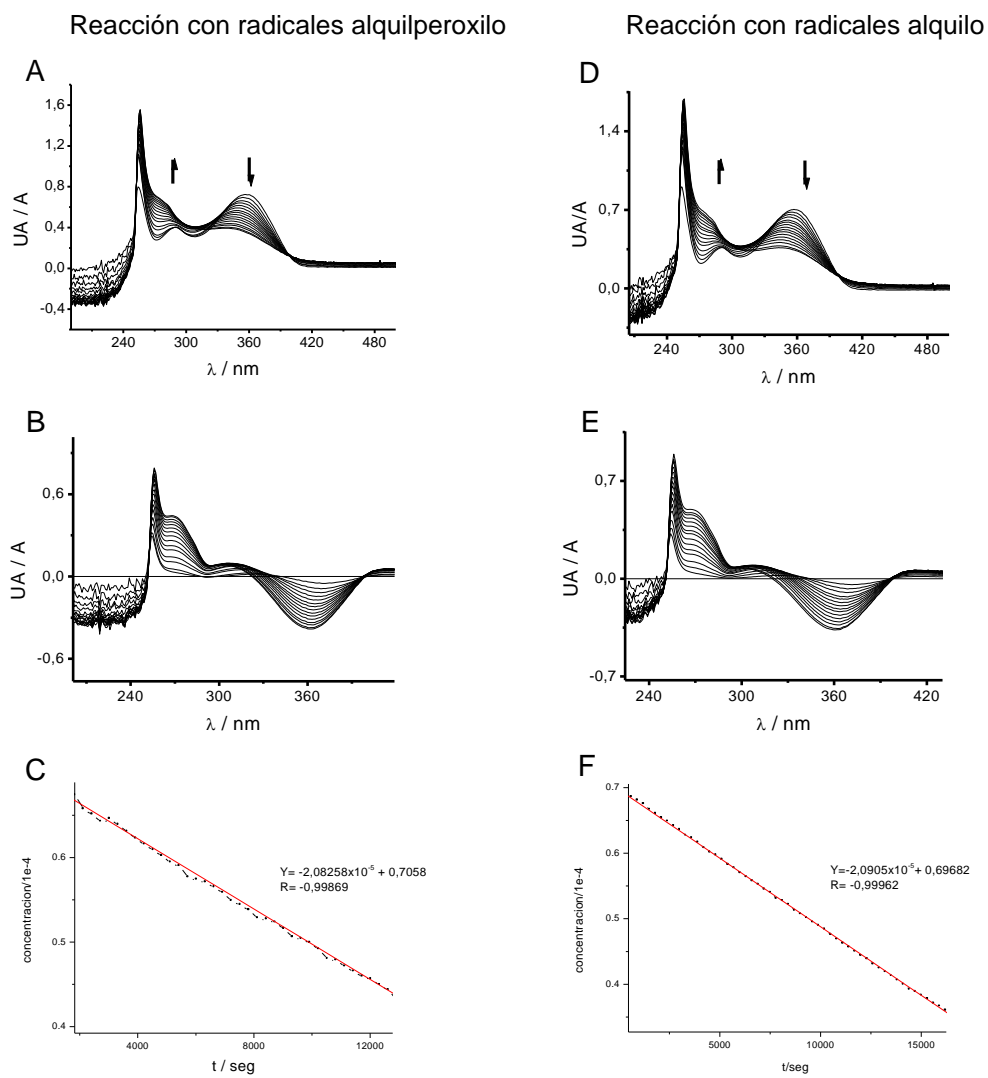 Reacción con radicales alquilperoxilo
Reacción con radicales alquilo
A
1,6
1,2
0,8
0,4
0,0
-0,4
UA / A
240
300
360
420
480
λ / nm
D
1,4
0,7
0,0
UA/A
240
300
360
420
480
λ / nm
B
0,6
0,0
-0,6
UA / A
240
300
360
λ / nm
E
0,7
0,0
-0,7
UA / A
240
300
360
420
λ / nm
C
0.6
0.5
0.4
concentracion/1e-4
Y= -2,08258x10⁻⁵ + 0,7058
R= -0,99869
4000
8000
12000
t / seg
F
0.7
0.6
0.5
0.4
concentracion/1e-4
Y= -2,0905x10⁻⁵+ 0,69682
R= -0,99962
5000
10000
15000
t/seg